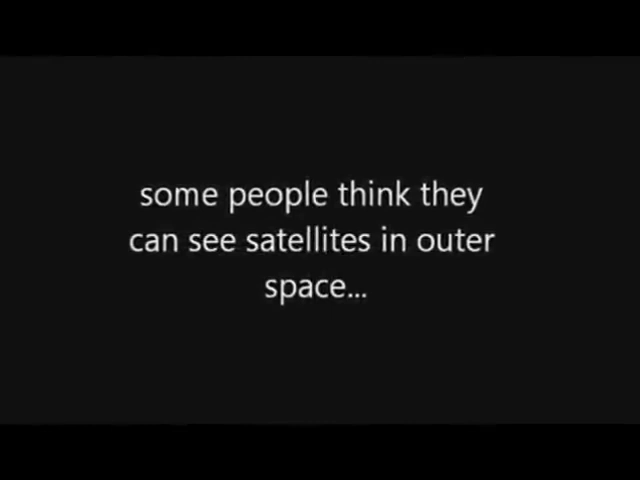 some people think they
can see satellites in outer
space...